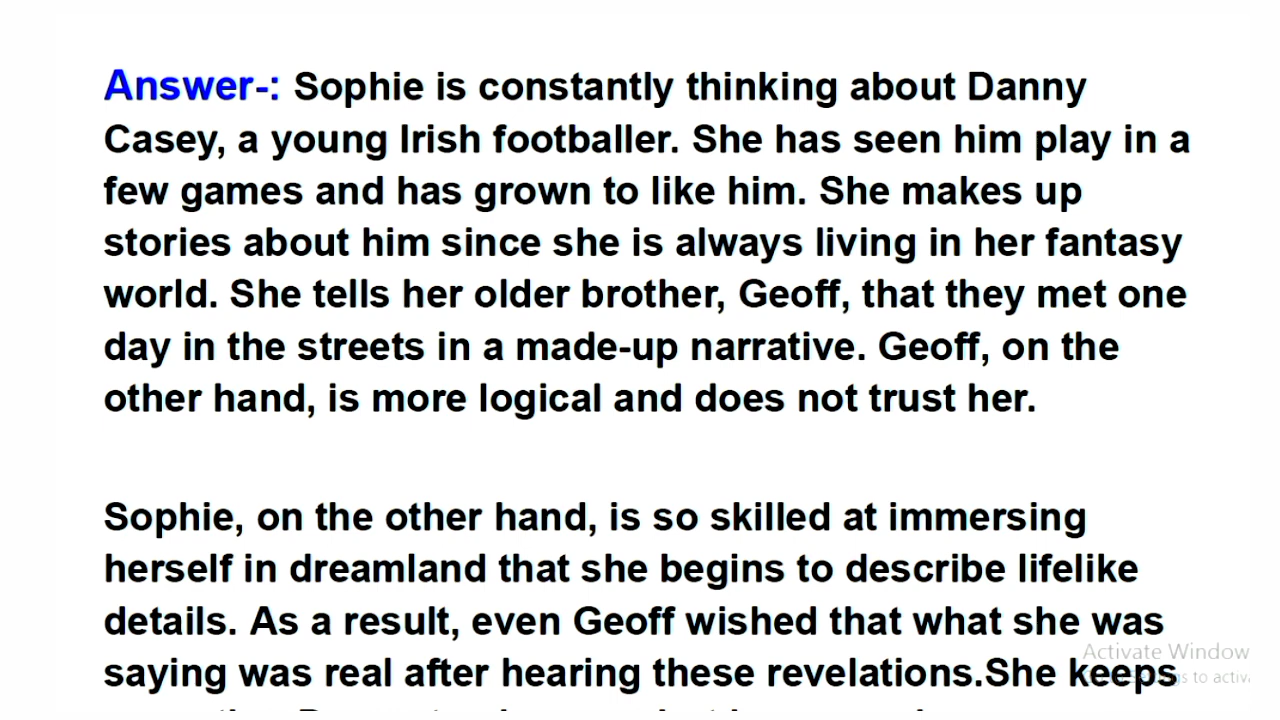 Answer-: Sophie is constantly thinking about Danny
Casey, a young Irish footballer. She has seen him play in a
few games and has grown to like him. She makes up
stories about him since she is always living in her fantasy
world. She tells her older brother, Geoff, that they met one
day in the streets in a made-up narrative. Geoff, on the
other hand, is more logical and does not trust her.
Sophie, on the other hand, is so skilled at immersing
herself in dreamland that she begins to describe lifelike
details. As a result, even Geoff wished that what she was
Activate Window
saying was real after hearing these revelations.She keeps
to activ